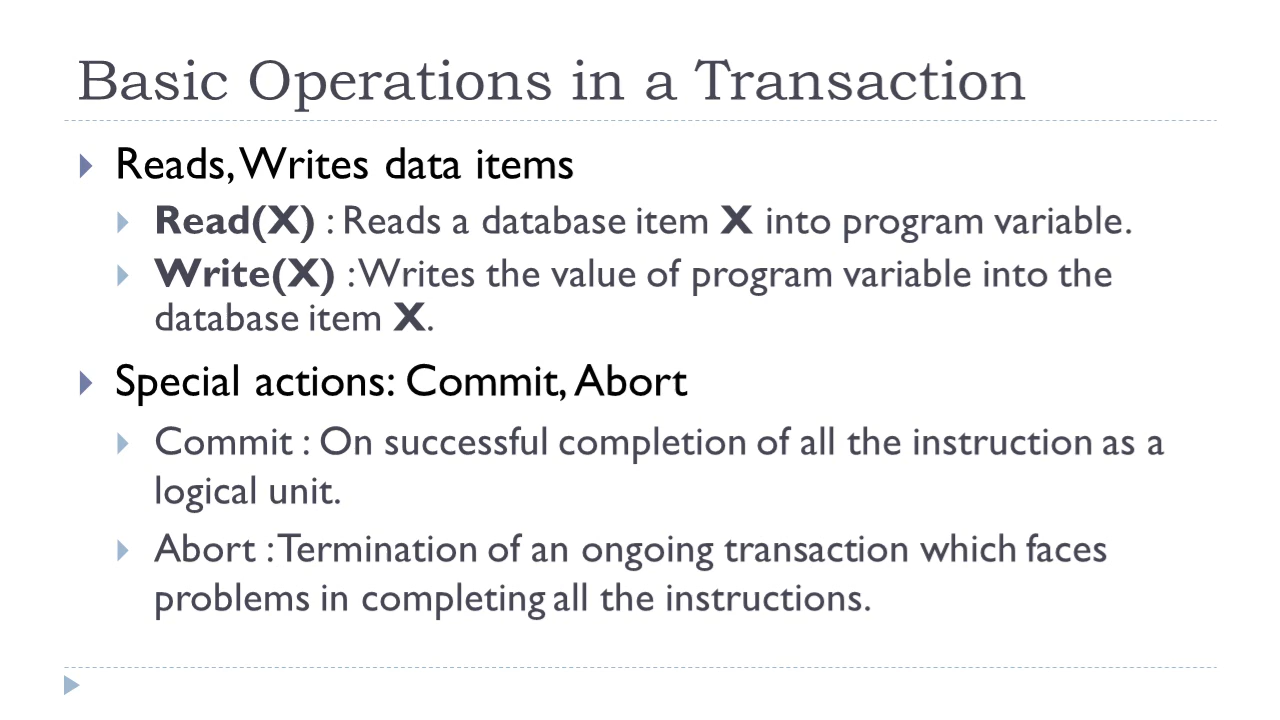 Basic Operations in a Transaction
Reads, Writes data items
Read(X) : Reads a database item X into program variable.
Write(X) : Writes the value of program variable into the
database item X.
Special actions: Commit, Abort
Commit : On successful completion of all the instruction as a
logical unit.
Abort : Termination of an ongoing transaction which faces
problems in completing all the instructions.